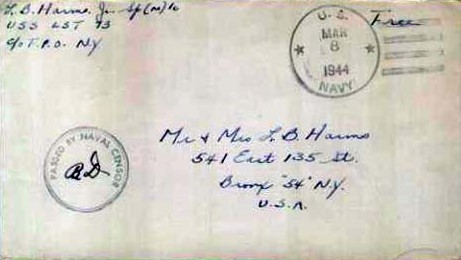 L. B. Harms Jr. Sp(M)1c
USS LST 73
c/o F.P.O. N.Y.
U. S.
MAR
8
1944
NAVY
Free
PASSED BY NAVAL CENSOR
Mr & Mrs L. B. Harms
541 East 135 St.
Bronx "54" N.Y.
U.S.A.